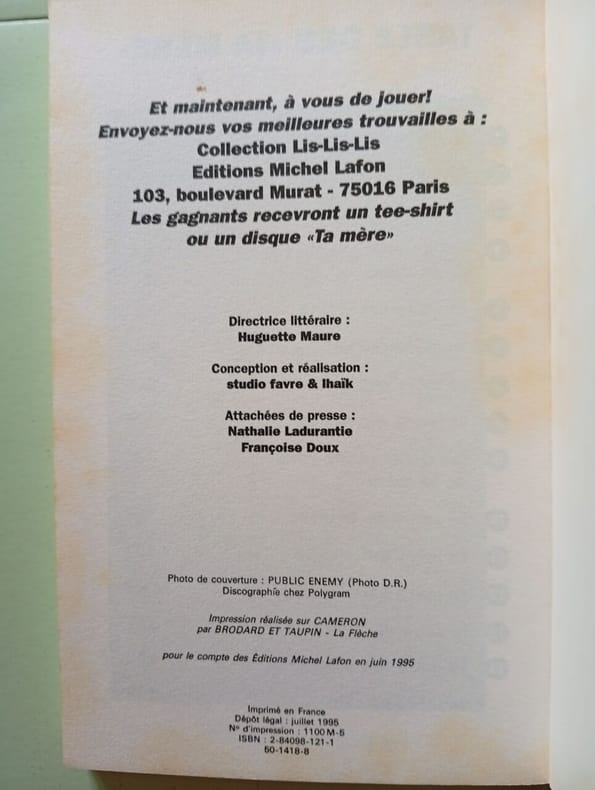 Et maintenant, à vous de jouer!
Envoyez-nous vos meilleures trouvailles à :
Collection Lis-Lis-Lis
Editions Michel Lafon
103, boulevard Murat - 75016 Paris
Les gagnants recevront un tee-shirt
ou un disque «Ta mère»
Directrice littéraire :
Huguette Maure
Conception et réalisation :
studio favre & lhaïk
Attachées de presse :
Nathalie Ladurantie
Françoise Doux
Photo de couverture : PUBLIC ENEMY (Photo D.R.)
Discographie chez Polygram
Impression réalisée sur CAMERON
par BRODARD ET TAUPIN - La Flèche
pour le compte des Éditions Michel Lafon en juin 1995
Imprimé en France
Dépôt légal : juillet 1995
N° d'impression : 1100 M-5
ISBN : 2-84098-121-1
50-1418-8